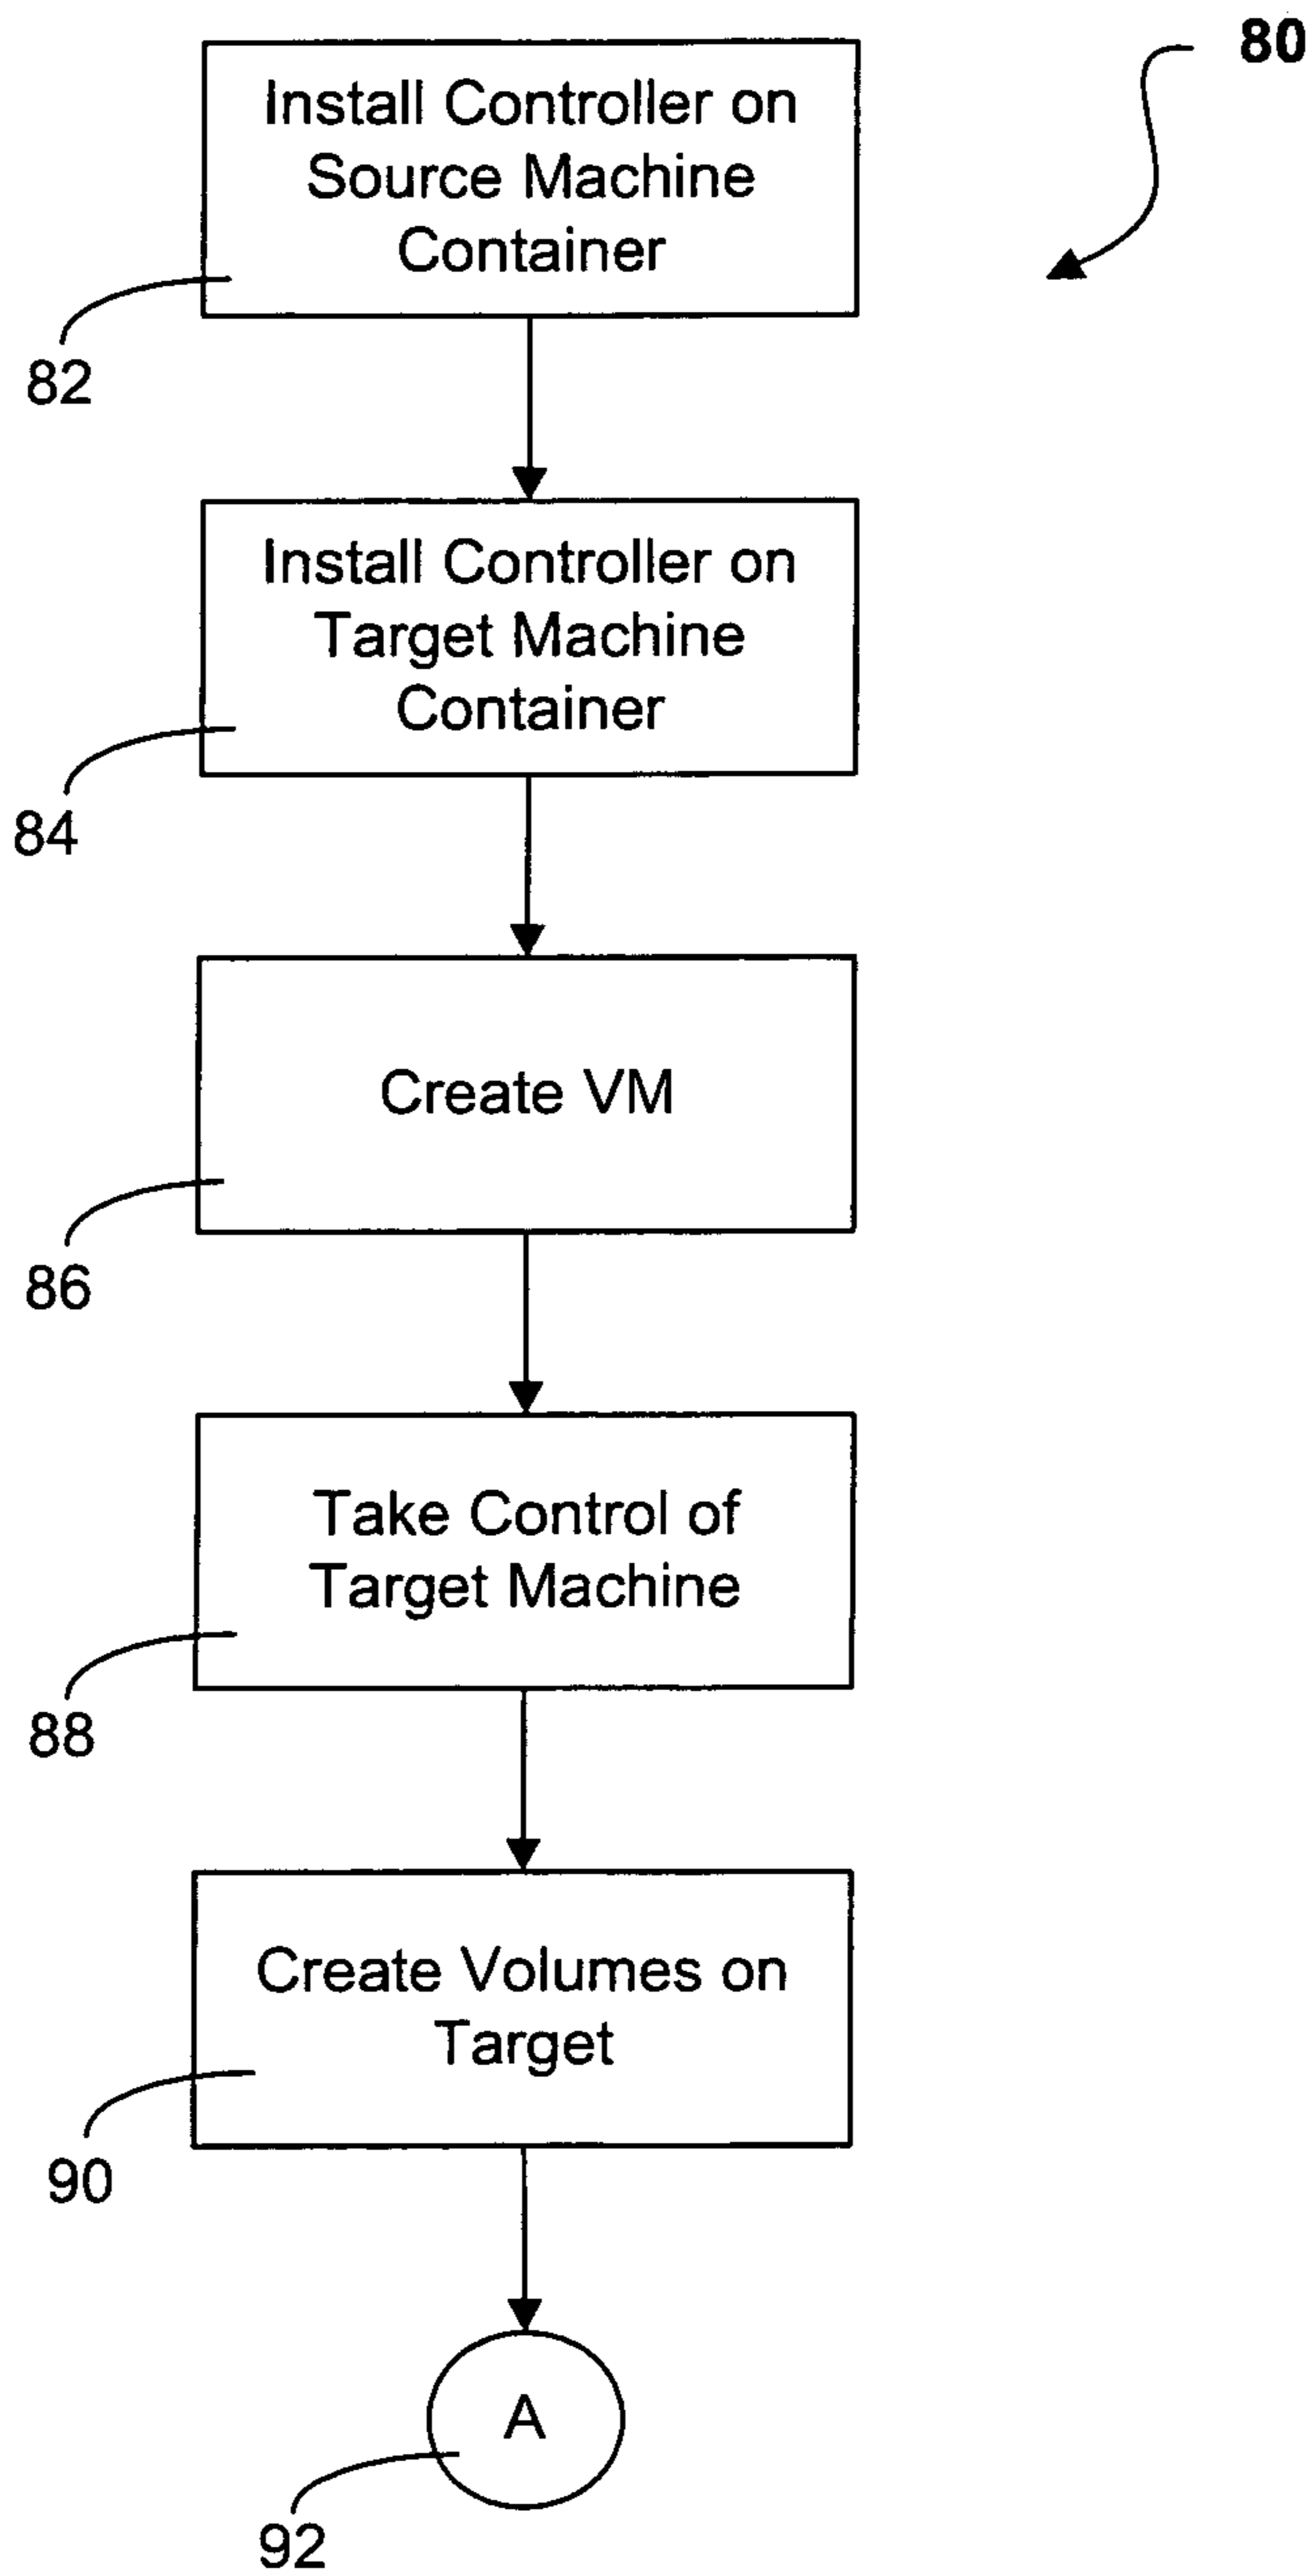 80
Install Controller on
Source Machine
Container
82
Install Controller on
Target Machine
Container
84
Create VM
86
Take Control of
Target Machine
88
Create Volumes on
Target
90
A
92